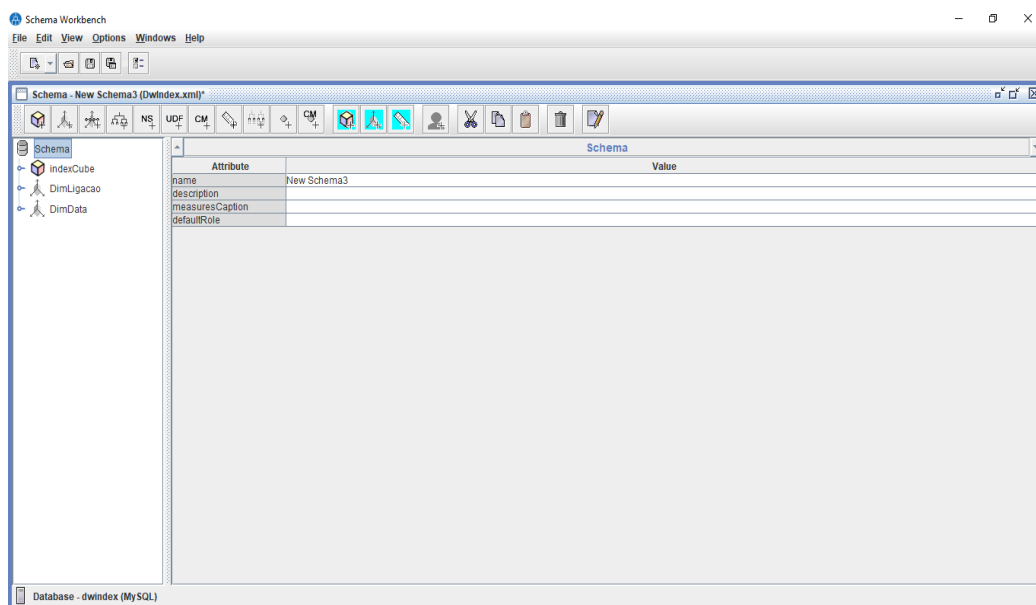 Schema Workbench
File Edit View Options Windows Help
Schema - New Schema3 (DwIndex.xml)*
NS UDF CM CM
Schema
indexCube
DimLigacao
DimData
Schema
Attribute Value
name New Schema3
description
measuresCaption
defaultRole
Database - dwindex (MySQL)